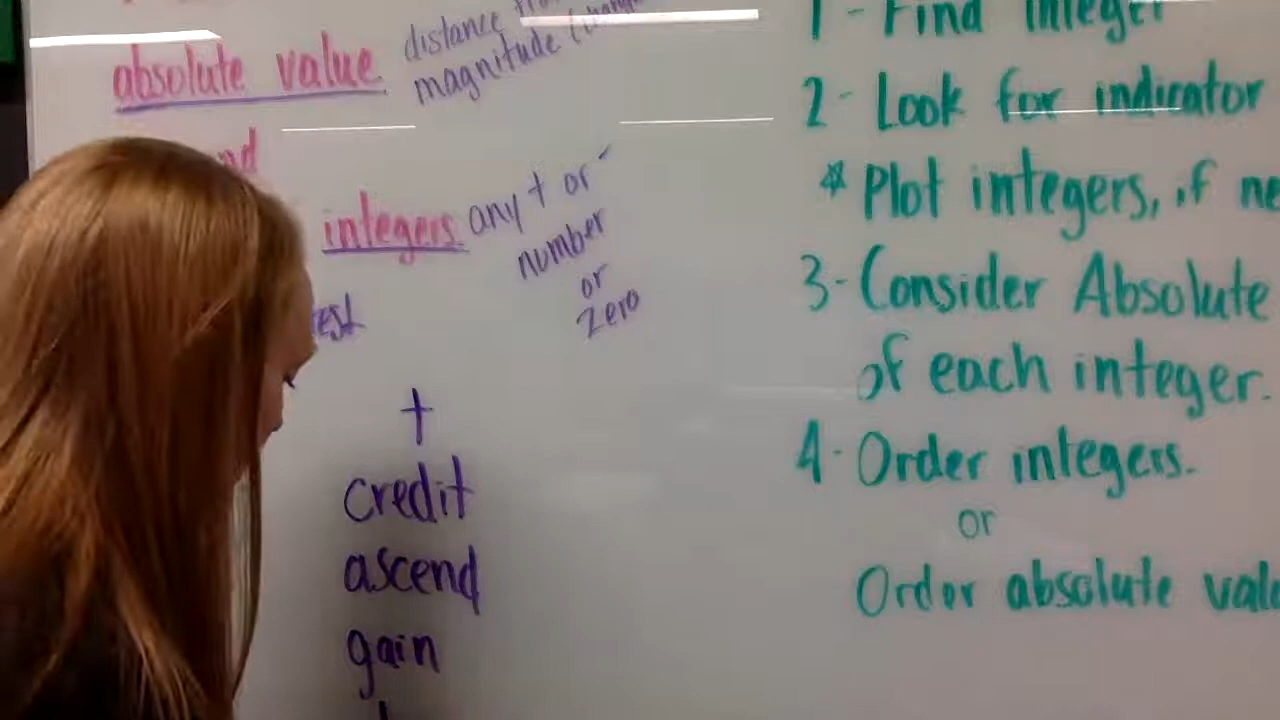 absolute value
distance
magnitude
integers any + or -
number
or
zero
+
credit
ascend
gain
1 - Find integer
2 - Look for indicator
* Plot integers, if
3 - Consider Absolute
of each integer.
4 - Order integers.
or
Order absolute